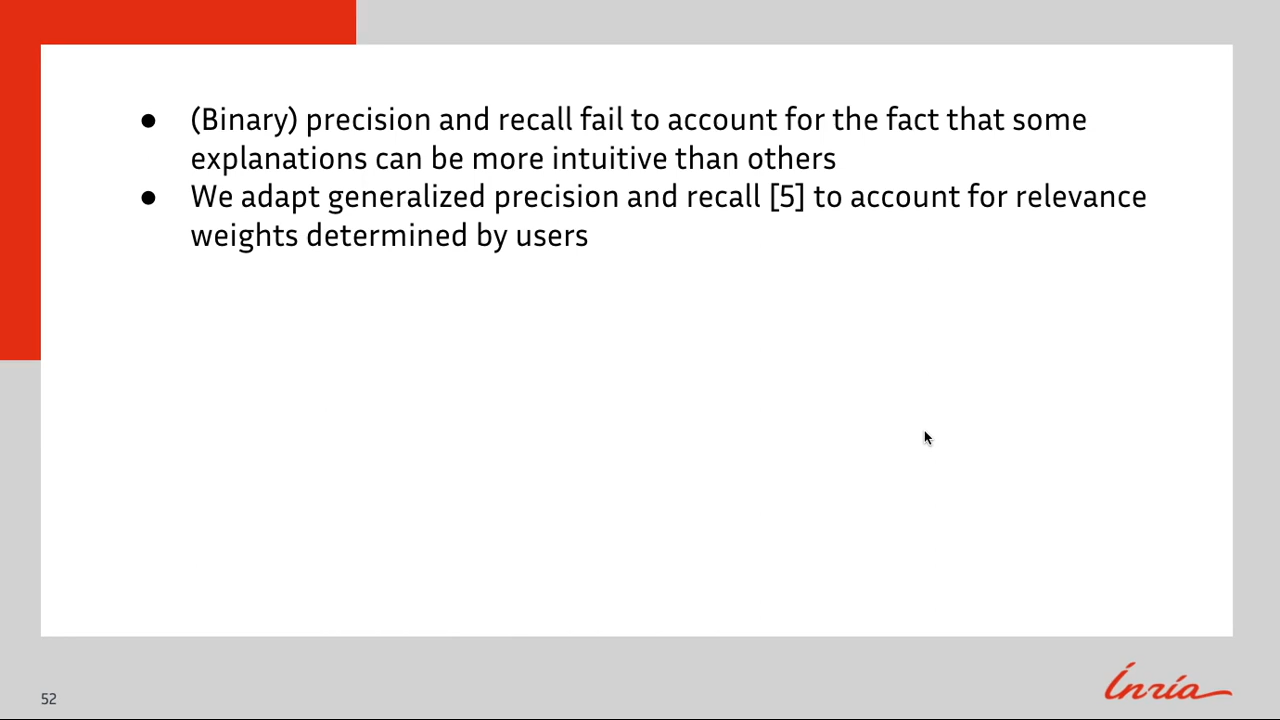 ● (Binary) precision and recall fail to account for the fact that some
explanations can be more intuitive than others
● We adapt generalized precision and recall [5] to account for relevance
weights determined by users
52
Inria